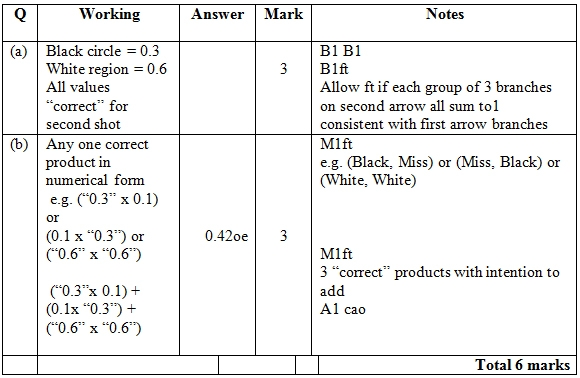 Q Working Answer Mark Notes
(a) Black circle = 0.3
White region = 0.6
All values
“correct” for
second shot
3
B1 B1
B1ft
Allow ft if each group of 3 branches
on second arrow all sum to1
consistent with first arrow branches
(b) Any one correct
product in
numerical form
e.g. (“0.3” x 0.1)
or
(0.1 x “0.3”) or
(“0.6” x “0.6”)
(“0.3”x 0.1) +
(0.1x “0.3”) +
(“0.6” x “0.6”)
0.42oe
3
M1ft
e.g. (Black, Miss) or (Miss, Black) or
(White, White)
M1ft
3 “correct” products with intention to
add
A1 cao
Total 6 marks